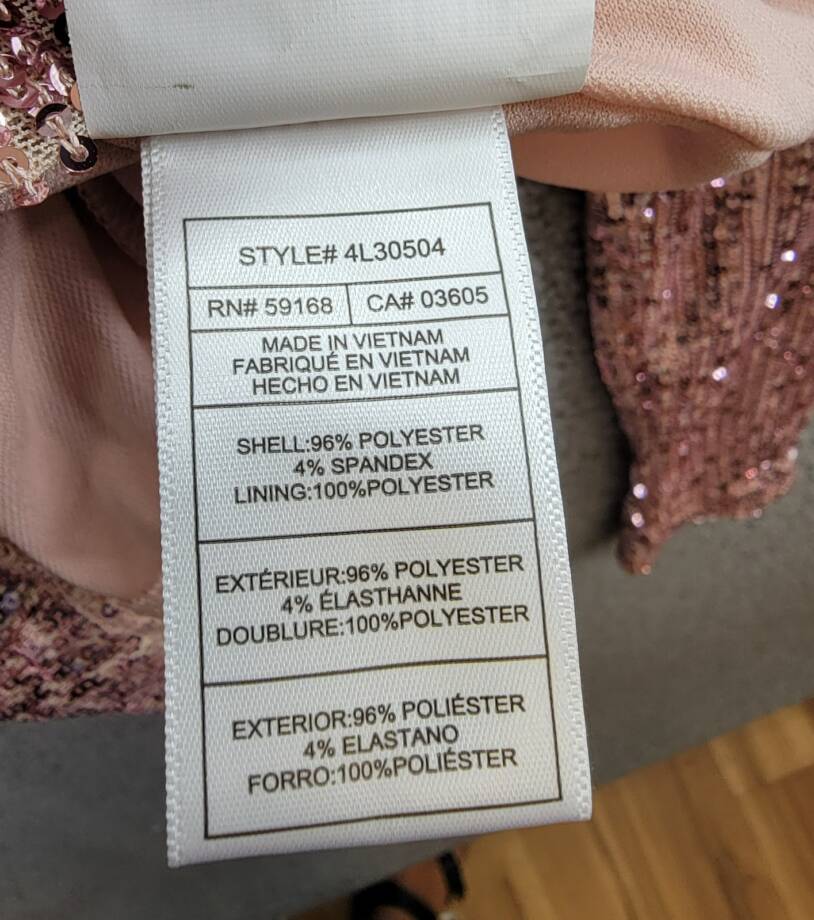 STYLE# 4L30504
RN# 59168 CA# 03605
MADE IN VIETNAM
FABRIQUÉ EN VIETNAM
HECHO EN VIETNAM
SHELL:96% POLYESTER
4% SPANDEX
LINING:100%POLYESTER
EXTÉRIEUR:96% POLYESTER
4% ÉLASTHANNE
DOUBLURE:100%POLYESTER
EXTERIOR:96% POLIÉSTER
4% ELASTANO
FORRO:100%POLIÉSTER